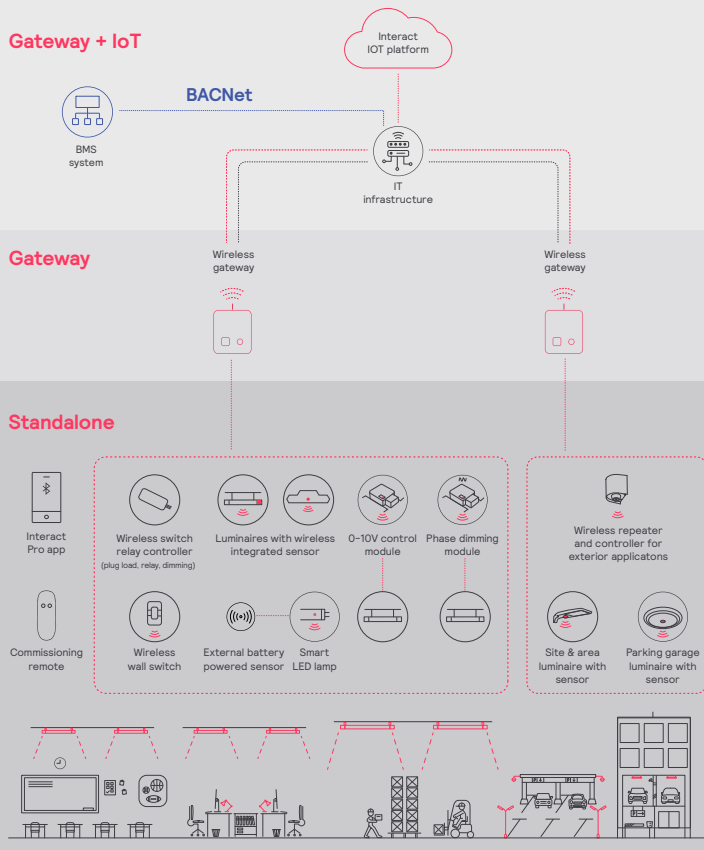 Gateway + IoT
Interact
IOT platform
BACNet
BMS
system
IT
infrastructure
Gateway
Wireless
gateway
Wireless
gateway
Standalone
Interact
Pro app
Wireless switch
relay controller
(plug load, relay, dimming)
Luminaires with wireless
integrated sensor
0-10V control
module
Phase dimming
module
Wireless repeater
and controller for
exterior applicatons
Commissioning
remote
Wireless
wall switch
External battery
powered sensor
Smart
LED lamp
Site & area
luminaire with
sensor
Parking garage
luminaire with
sensor